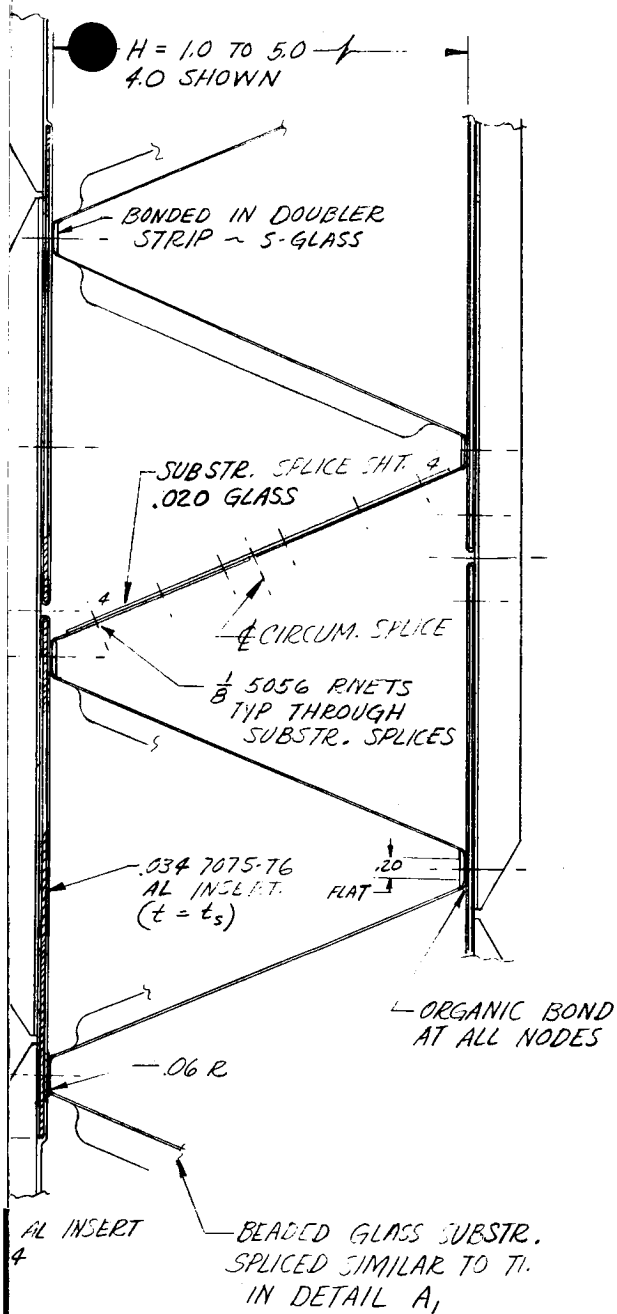 H = 1.0 TO 5.0
4.0 SHOWN
BONDED IN DOUBLER
STRIP ~ S-GLASS
SUBSTR. SPLICE SHT. 4
.020 GLASS
4
℄ CIRCUM. SPLICE
1/8 5056 RIVETS
TYP THROUGH
SUBSTR. SPLICES
.034 7075-T6
AL INSERT
(t = ts)
.20
FLAT
ORGANIC BOND
AT ALL NODES
.06 R
AL INSERT
4
BEADED GLASS SUBSTR.
SPLICED SIMILAR TO TI.
IN DETAIL A,